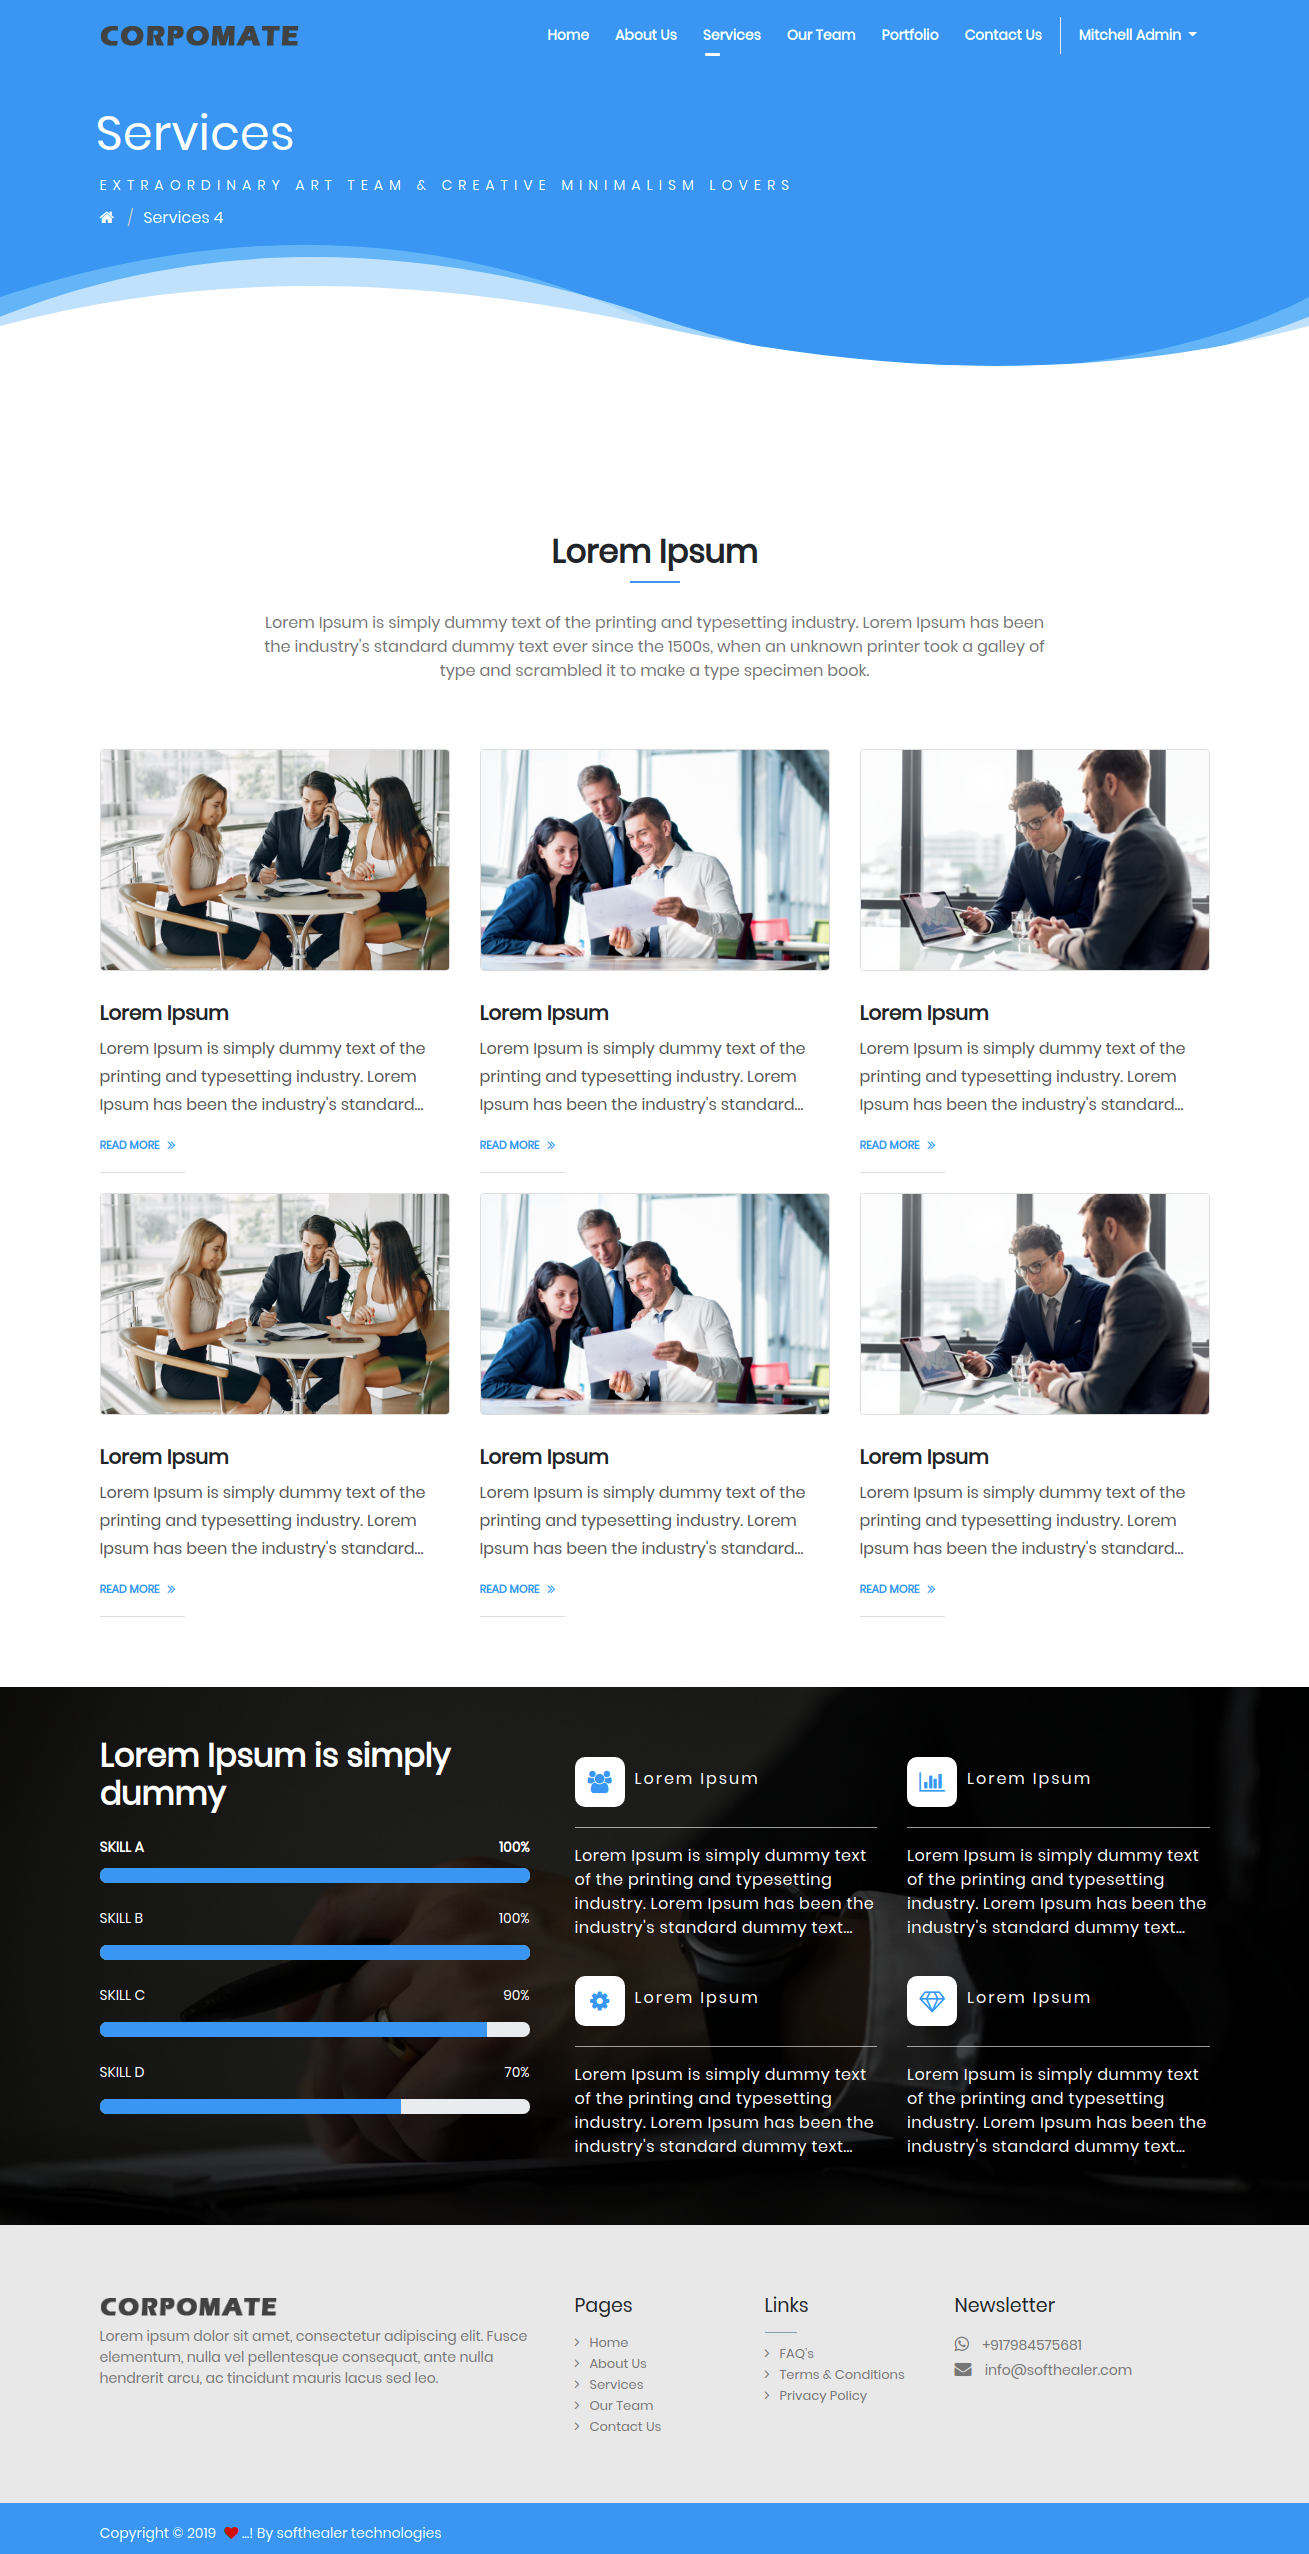 CORPOMATE
Home About Us Services Our Team Portfolio Contact Us Mitchell Admin
Services
EXTRAORDINARY ART TEAM & CREATIVE MINIMALISM LOVERS
/ Services 4
Lorem Ipsum
Lorem Ipsum is simply dummy text of the printing and typesetting industry. Lorem Ipsum has been
the industry's standard dummy text ever since the 1500s, when an unknown printer took a galley of
type and scrambled it to make a type specimen book.
Lorem Ipsum
Lorem Ipsum is simply dummy text of the
printing and typesetting industry. Lorem
Ipsum has been the industry's standard...
READ MORE »
Lorem Ipsum
Lorem Ipsum is simply dummy text of the
printing and typesetting industry. Lorem
Ipsum has been the industry's standard...
READ MORE »
Lorem Ipsum
Lorem Ipsum is simply dummy text of the
printing and typesetting industry. Lorem
Ipsum has been the industry's standard...
READ MORE »
Lorem Ipsum
Lorem Ipsum is simply dummy text of the
printing and typesetting industry. Lorem
Ipsum has been the industry's standard...
READ MORE »
Lorem Ipsum
Lorem Ipsum is simply dummy text of the
printing and typesetting industry. Lorem
Ipsum has been the industry's standard...
READ MORE »
Lorem Ipsum
Lorem Ipsum is simply dummy text of the
printing and typesetting industry. Lorem
Ipsum has been the industry's standard...
READ MORE »
Lorem Ipsum is simply
dummy
SKILL A 100%
SKILL B 100%
SKILL C 90%
SKILL D 70%
Lorem Ipsum
Lorem Ipsum is simply dummy text
of the printing and typesetting
industry. Lorem Ipsum has been the
industry's standard dummy text...
Lorem Ipsum
Lorem Ipsum is simply dummy text
of the printing and typesetting
industry. Lorem Ipsum has been the
industry's standard dummy text...
Lorem Ipsum
Lorem Ipsum is simply dummy text
of the printing and typesetting
industry. Lorem Ipsum has been the
industry's standard dummy text...
Lorem Ipsum
Lorem Ipsum is simply dummy text
of the printing and typesetting
industry. Lorem Ipsum has been the
industry's standard dummy text...
CORPOMATE
Lorem ipsum dolor sit amet, consectetur adipiscing elit. Fusce
elementum, nulla vel pellentesque consequat, ante nulla
hendrerit arcu, ac tincidunt mauris lacus sed leo.
Pages
Home
About Us
Services
Our Team
Contact Us
Links
FAQ's
Terms & Conditions
Privacy Policy
Newsletter
+917984575681
info@softhealer.com
Copyright © 2019 ❤ ...! By softhealer technologies